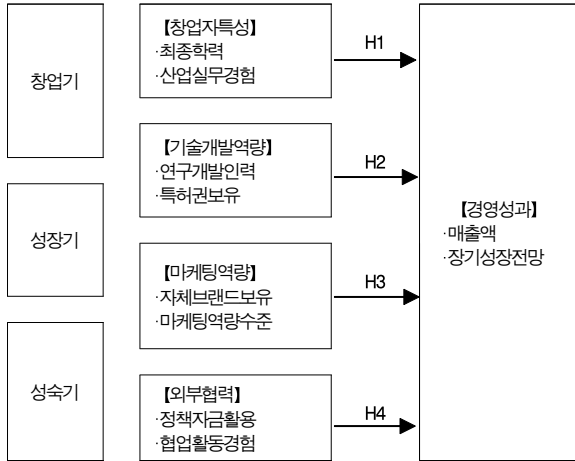 창업기
성장기
성숙기
【창업자특성】
·최종학력
·산업실무경험
H1
【기술개발역량】
·연구개발인력
·특허권보유
H2
【마케팅역량】
·자체브랜드보유
·마케팅역량수준
H3
【외부협력】
·정책자금활용
·협업활동경험
H4
【경영성과】
·매출액
·장기성장전망